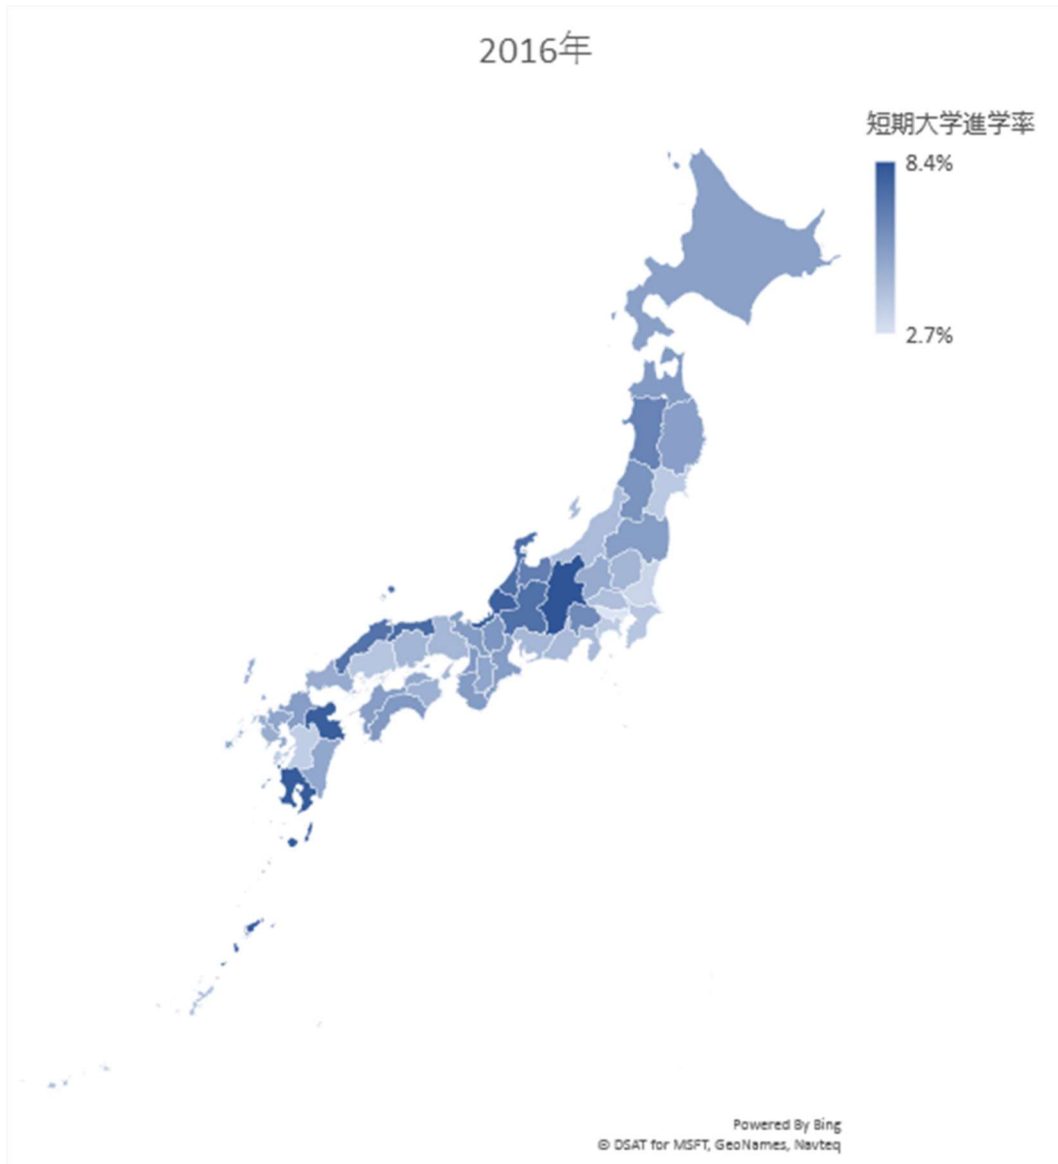 2016年
短期大学進学率
8.4%
2.7%
Powered By Bing
© DSAT for MSFT, GeoNames, Navteq